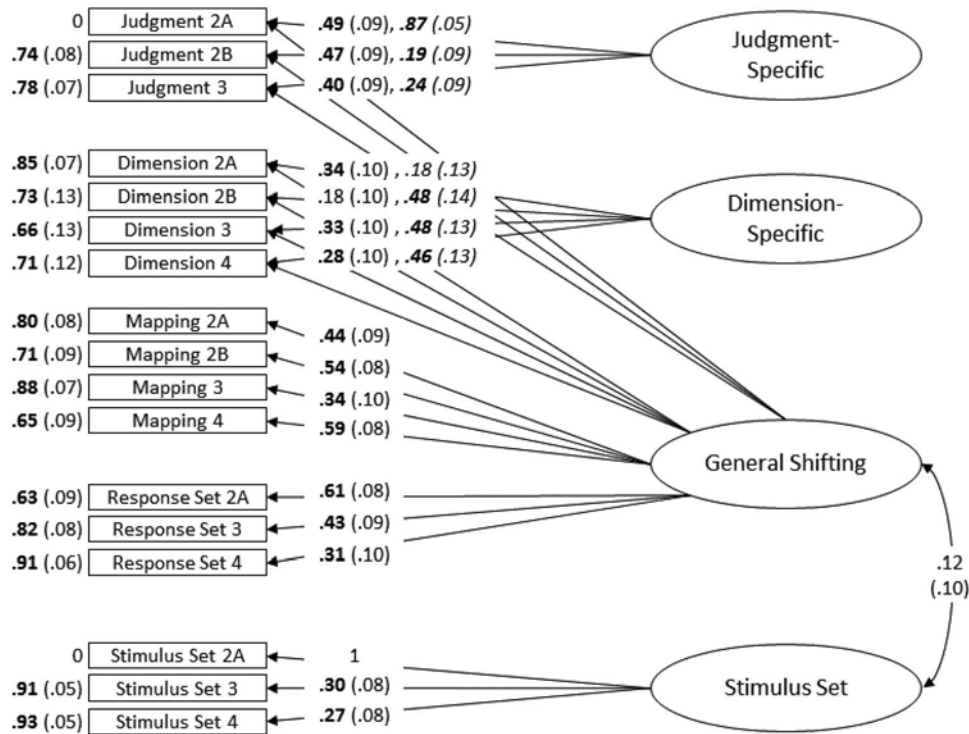 0 Judgment 2A .49 (.09), .87 (.05)
.74 (.08) Judgment 2B .47 (.09), .19 (.09)
.78 (.07) Judgment 3 .40 (.09), .24 (.09)
Judgment-
Specific
.85 (.07) Dimension 2A .34 (.10) , .18 (.13)
.73 (.13) Dimension 2B .18 (.10) , .48 (.14)
.66 (.13) Dimension 3 .33 (.10) , .48 (.13)
.71 (.12) Dimension 4 .28 (.10) , .46 (.13)
Dimension-
Specific
.80 (.08) Mapping 2A .44 (.09)
.71 (.09) Mapping 2B .54 (.08)
.88 (.07) Mapping 3 .34 (.10)
.65 (.09) Mapping 4 .59 (.08)
General Shifting
.63 (.09) Response Set 2A .61 (.08)
.82 (.08) Response Set 3 .43 (.09)
.91 (.06) Response Set 4 .31 (.10)
.12
(.10)
0 Stimulus Set 2A 1
.91 (.05) Stimulus Set 3 .30 (.08)
.93 (.05) Stimulus Set 4 .27 (.08)
Stimulus Set